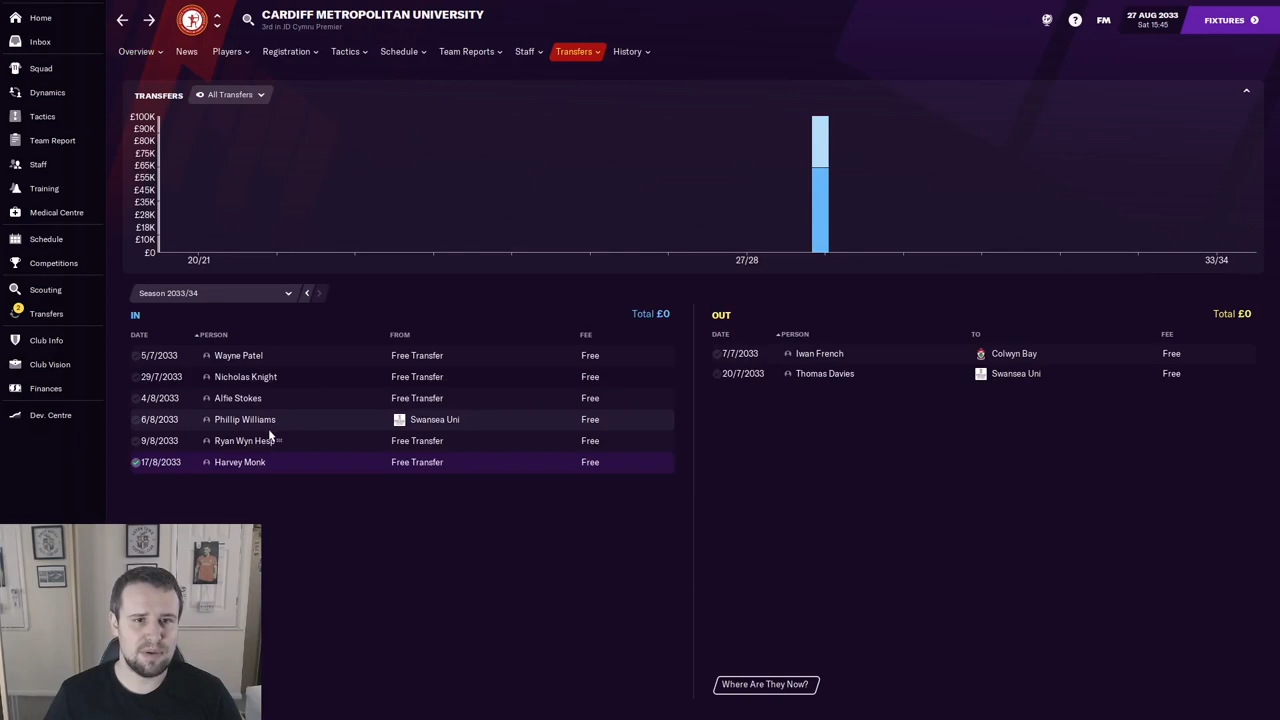 Home
Inbox
Squad
Dynamics
Tactics
Team Report
Staff
Training
Medical Centre
Schedule
Competitions
Scouting
2
Transfers
Club Info
Club Vision
Finances
Dev. Centre
CARDIFF METROPOLITAN UNIVERSITY
3rd in JD Cymru Premier
? FM 27 AUG 2033 FIXTURES
Sat 15:45
Overview News Players Registration Tactics Schedule Team Reports Staff Transfers History
TRANSFERS All Transfers
£100K
£90K
£80K
£75K
£65K
£55K
£45K
£35K
£28K
£18K
£10K
£0
20/21 27/28 33/34
Season 2033/34
IN Total £0
DATE PERSON FROM FEE
5/7/2033 Wayne Patel Free Transfer Free
29/7/2033 Nicholas Knight Free Transfer Free
4/8/2033 Alfie Stokes Free Transfer Free
6/8/2033 Phillip Williams Swansea Uni Free
9/8/2033 Ryan Wyn Free Transfer Free
17/8/2033 Harvey Monk Free Transfer Free
OUT Total £0
DATE PERSON TO FEE
7/7/2033 Iwan French Colwyn Bay Free
20/7/2033 Thomas Davies Swansea Uni Free
Where Are They Now?